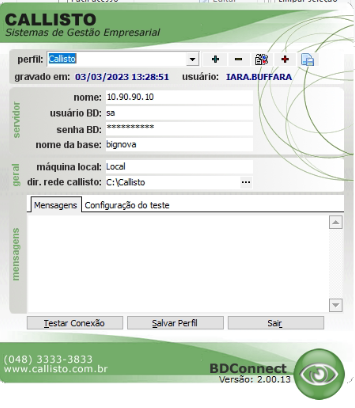 CALLISTO
Sistemas de Gestão Empresarial
perfil: Callisto
gravado em: 03/03/2023 13:28:51 usuário: IARA.BUFFARA
servidor
nome: 10.90.90.10
usuário BD: sa
senha BD: **********
nome da base: bignova
geral
máquina local: Local
dir. rede callisto: C:\Callisto ...
mensagens
Mensagens Configuração do teste
Testar Conexão Salvar Perfil Sair
(048) 3333-3833
www.callisto.com.br
BDConnect
Versão: 2.00.13